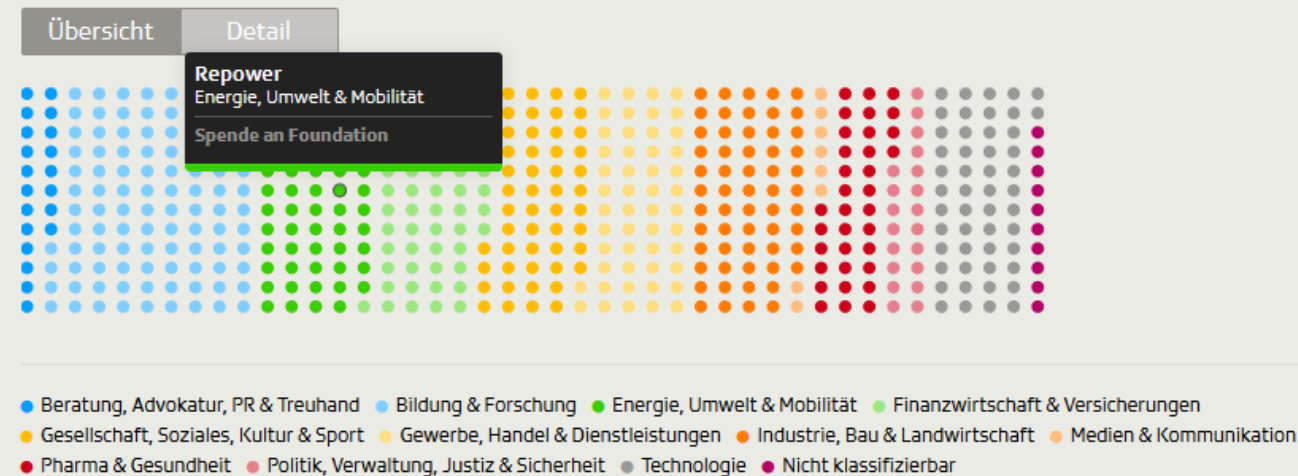 Übersicht Detail
Repower
Energie, Umwelt & Mobilität
Spende an Foundation
Beratung, Advokatur, PR & Treuhand Bildung & Forschung Energie, Umwelt & Mobilität Finanzwirtschaft & Versicherungen
Gesellschaft, Soziales, Kultur & Sport Gewerbe, Handel & Dienstleistungen Industrie, Bau & Landwirtschaft Medien & Kommunikation
Pharma & Gesundheit Politik, Verwaltung, Justiz & Sicherheit Technologie Nicht klassifizierbar